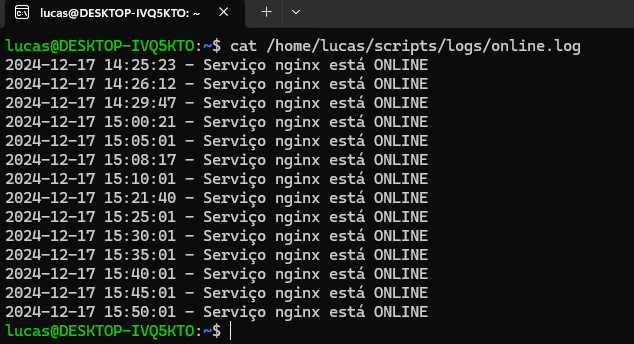 lucas@DESKTOP-IVQ5KTO: ~
lucas@DESKTOP-IVQ5KTO:~$ cat /home/lucas/scripts/logs/online.log
2024-12-17 14:25:23 - Serviço nginx está ONLINE
2024-12-17 14:26:12 - Serviço nginx está ONLINE
2024-12-17 14:29:47 - Serviço nginx está ONLINE
2024-12-17 15:00:21 - Serviço nginx está ONLINE
2024-12-17 15:05:01 - Serviço nginx está ONLINE
2024-12-17 15:08:17 - Serviço nginx está ONLINE
2024-12-17 15:10:01 - Serviço nginx está ONLINE
2024-12-17 15:21:40 - Serviço nginx está ONLINE
2024-12-17 15:25:01 - Serviço nginx está ONLINE
2024-12-17 15:30:01 - Serviço nginx está ONLINE
2024-12-17 15:35:01 - Serviço nginx está ONLINE
2024-12-17 15:40:01 - Serviço nginx está ONLINE
2024-12-17 15:45:01 - Serviço nginx está ONLINE
2024-12-17 15:50:01 - Serviço nginx está ONLINE
lucas@DESKTOP-IVQ5KTO:~$